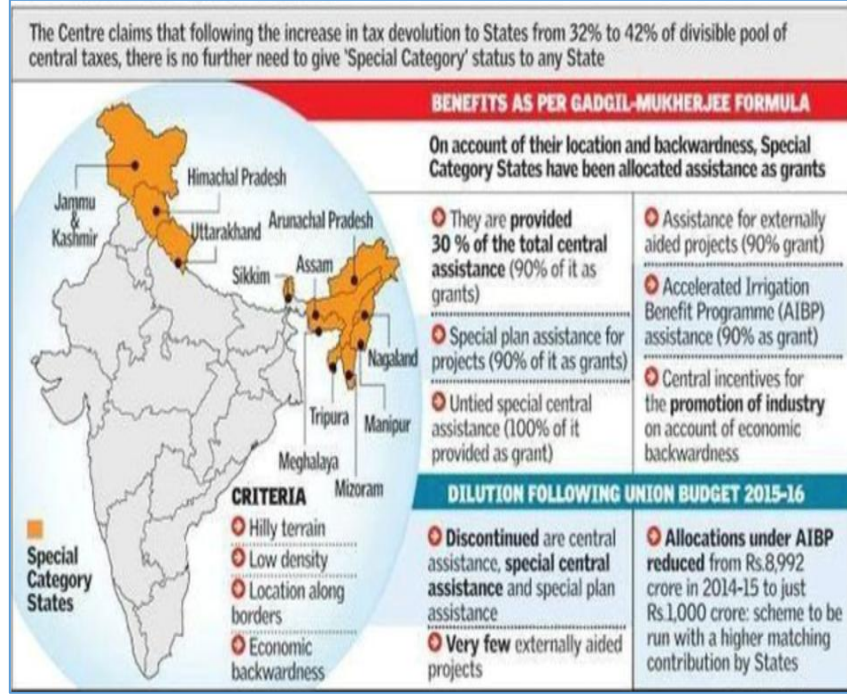 The Centre claims that following the increase in tax devolution to States from 32% to 42% of divisible pool of
central taxes, there is no further need to give 'Special Category' status to any State
BENEFITS AS PER GADGIL-MUKHERJEE FORMULA
On account of their location and backwardness, Special
Category States have been allocated assistance as grants
They are provided
30 % of the total central
assistance (90% of it as
grants)
Special plan assistance for
projects (90% of it as grants)
Untied special central
assistance (100% of it
provided as grant)
Assistance for externally
aided projects (90% grant)
Accelerated Irrigation
Benefit Programme (AIBP)
assistance (90% as grant)
Central incentives for
the promotion of industry
on account of economic
backwardness
Jammu
&
Kashmir
Himachal Pradesh
Uttarakhand
Arunachal Pradesh
Sikkim
Assam
Nagaland
Tripura
Manipur
Meghalaya
Mizoram
Special
Category
States
CRITERIA
Hilly terrain
Low density
Location along
borders
Economic
backwardness
DILUTION FOLLOWING UNION BUDGET 2015-16
Discontinued are central
assistance, special central
assistance and special plan
assistance
Very few externally aided
projects
Allocations under AIBP
reduced from Rs.8,992
crore in 2014-15 to just
Rs.1,000 crore: scheme to be
run with a higher matching
contribution by States